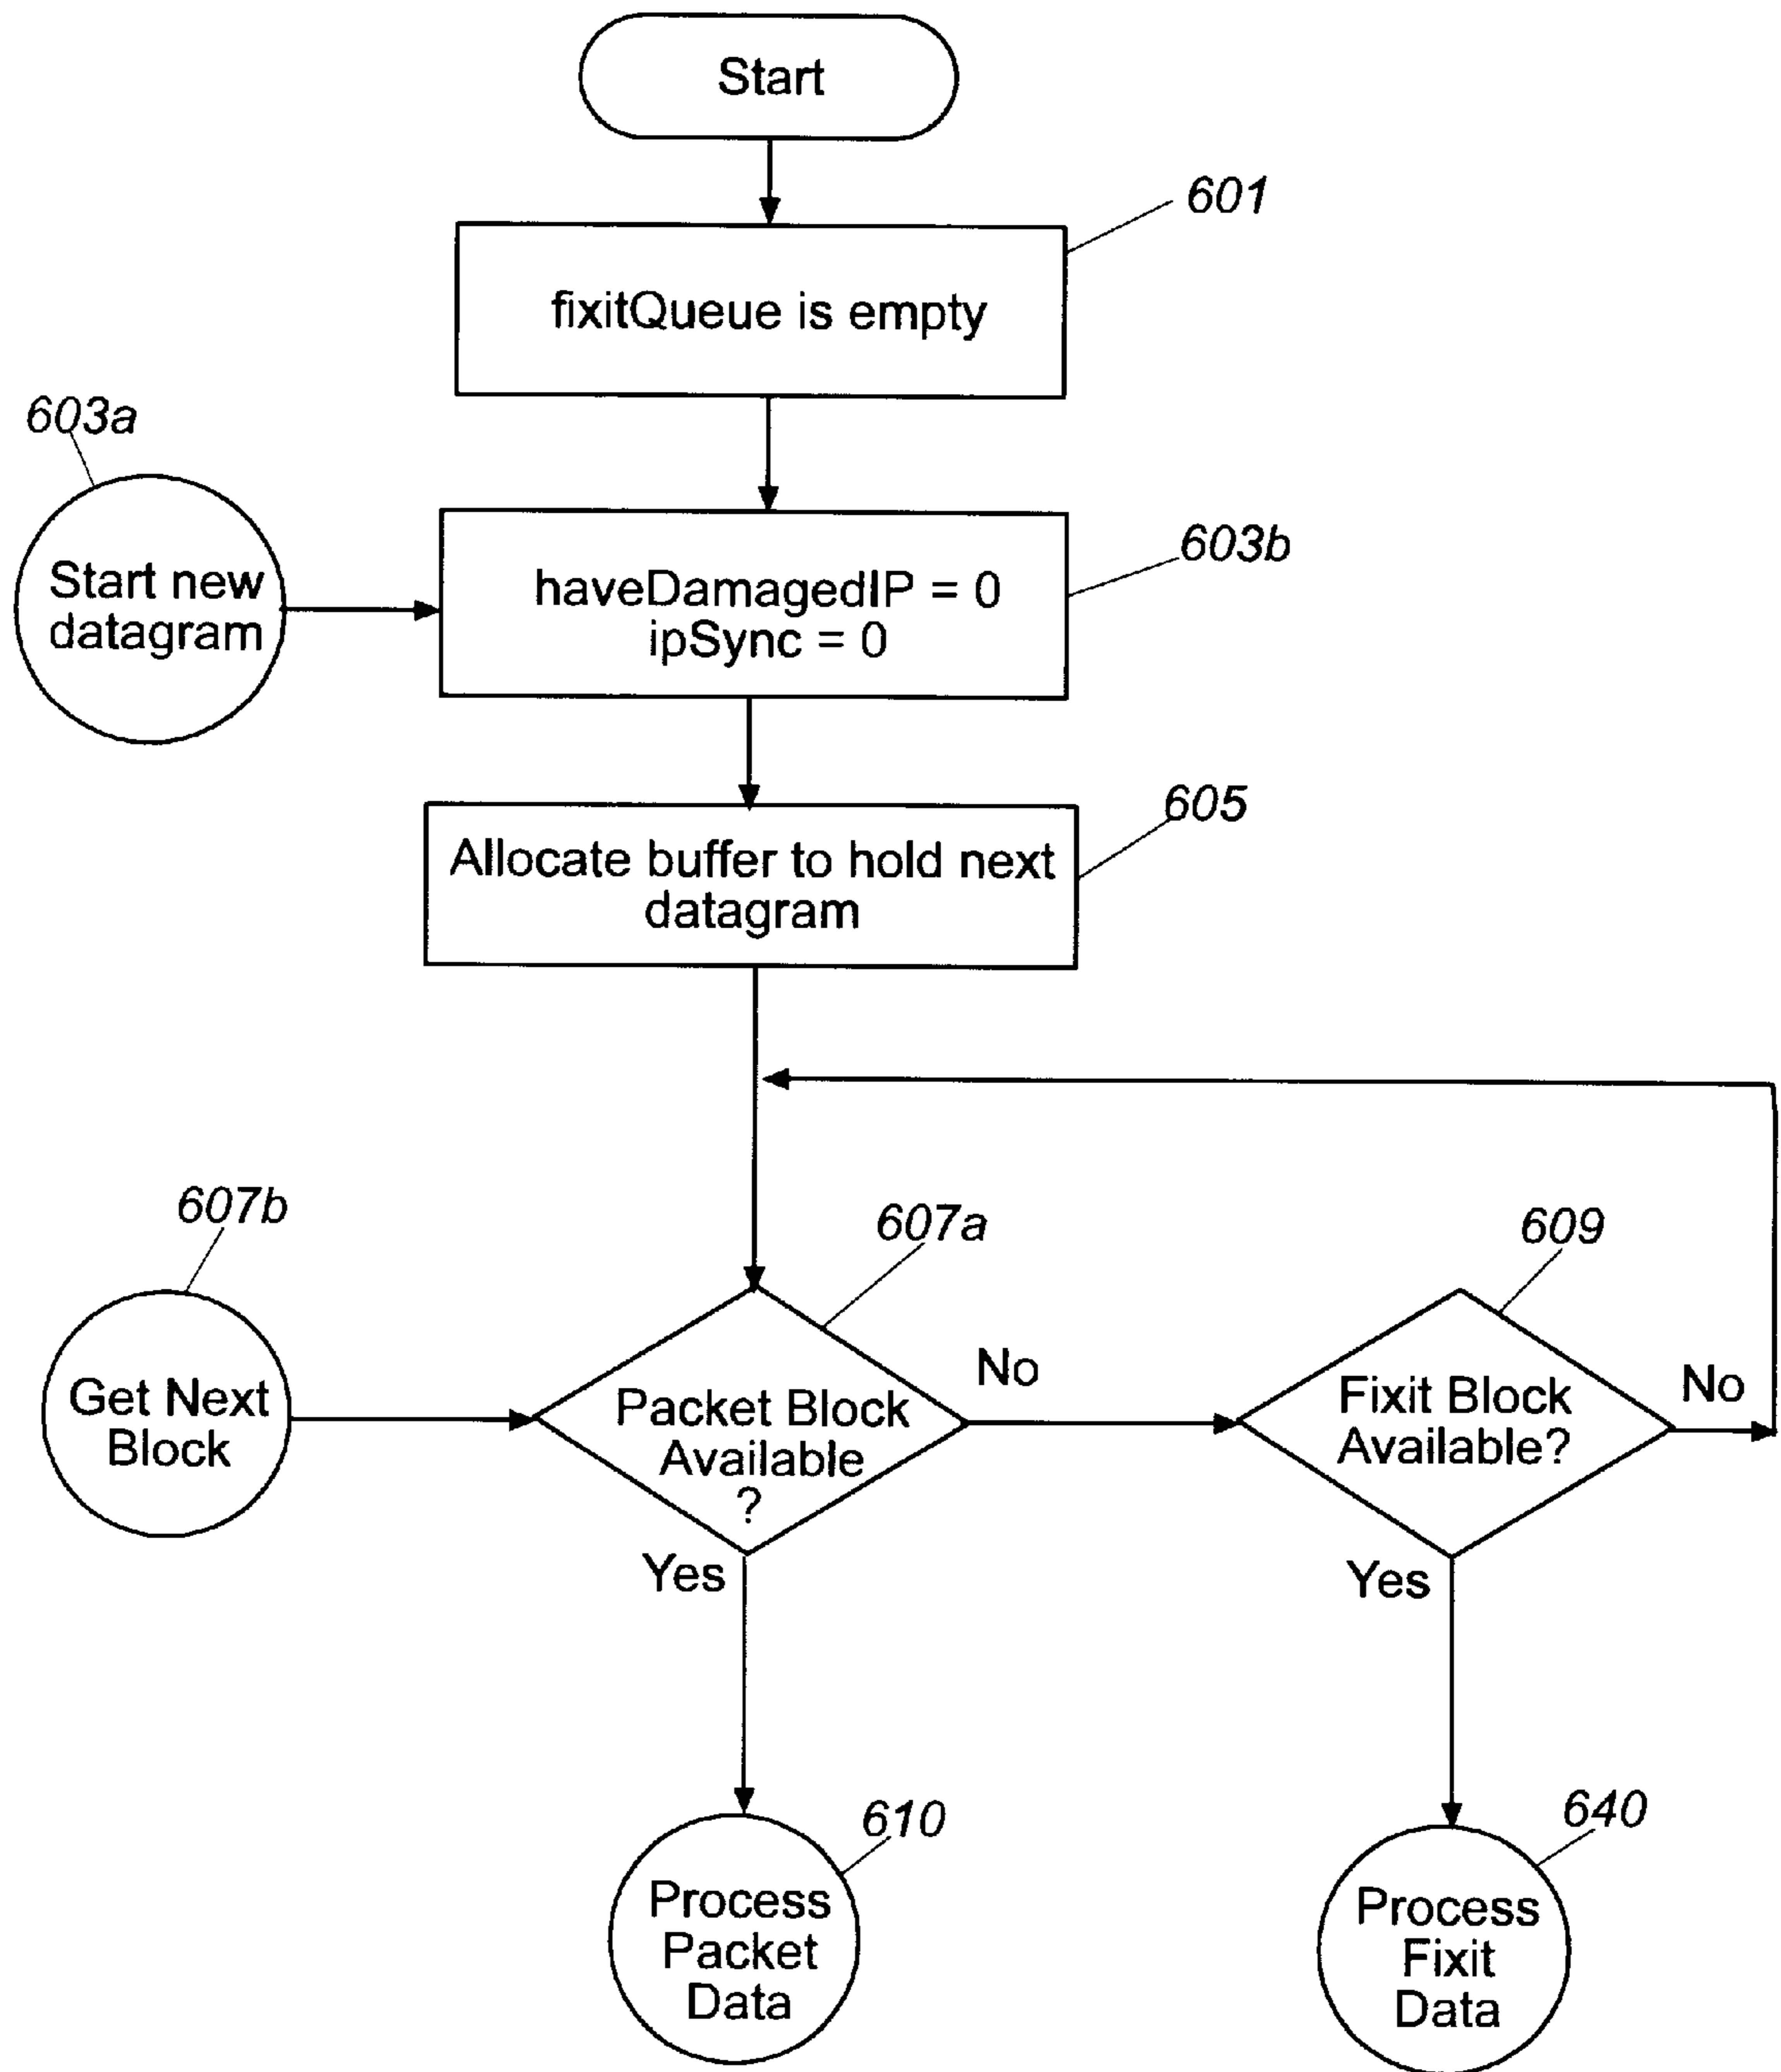 Start
601
fixitQueue is empty
603a
Start new
datagram
603b
haveDamagedIP = 0
ipSync = 0
605
Allocate buffer to hold next
datagram
607b
Get Next
Block
607a
Packet Block
Available
?
No
Yes
609
Fixit Block
Available?
No
Yes
610
Process
Packet
Data
640
Process
Fixit
Data